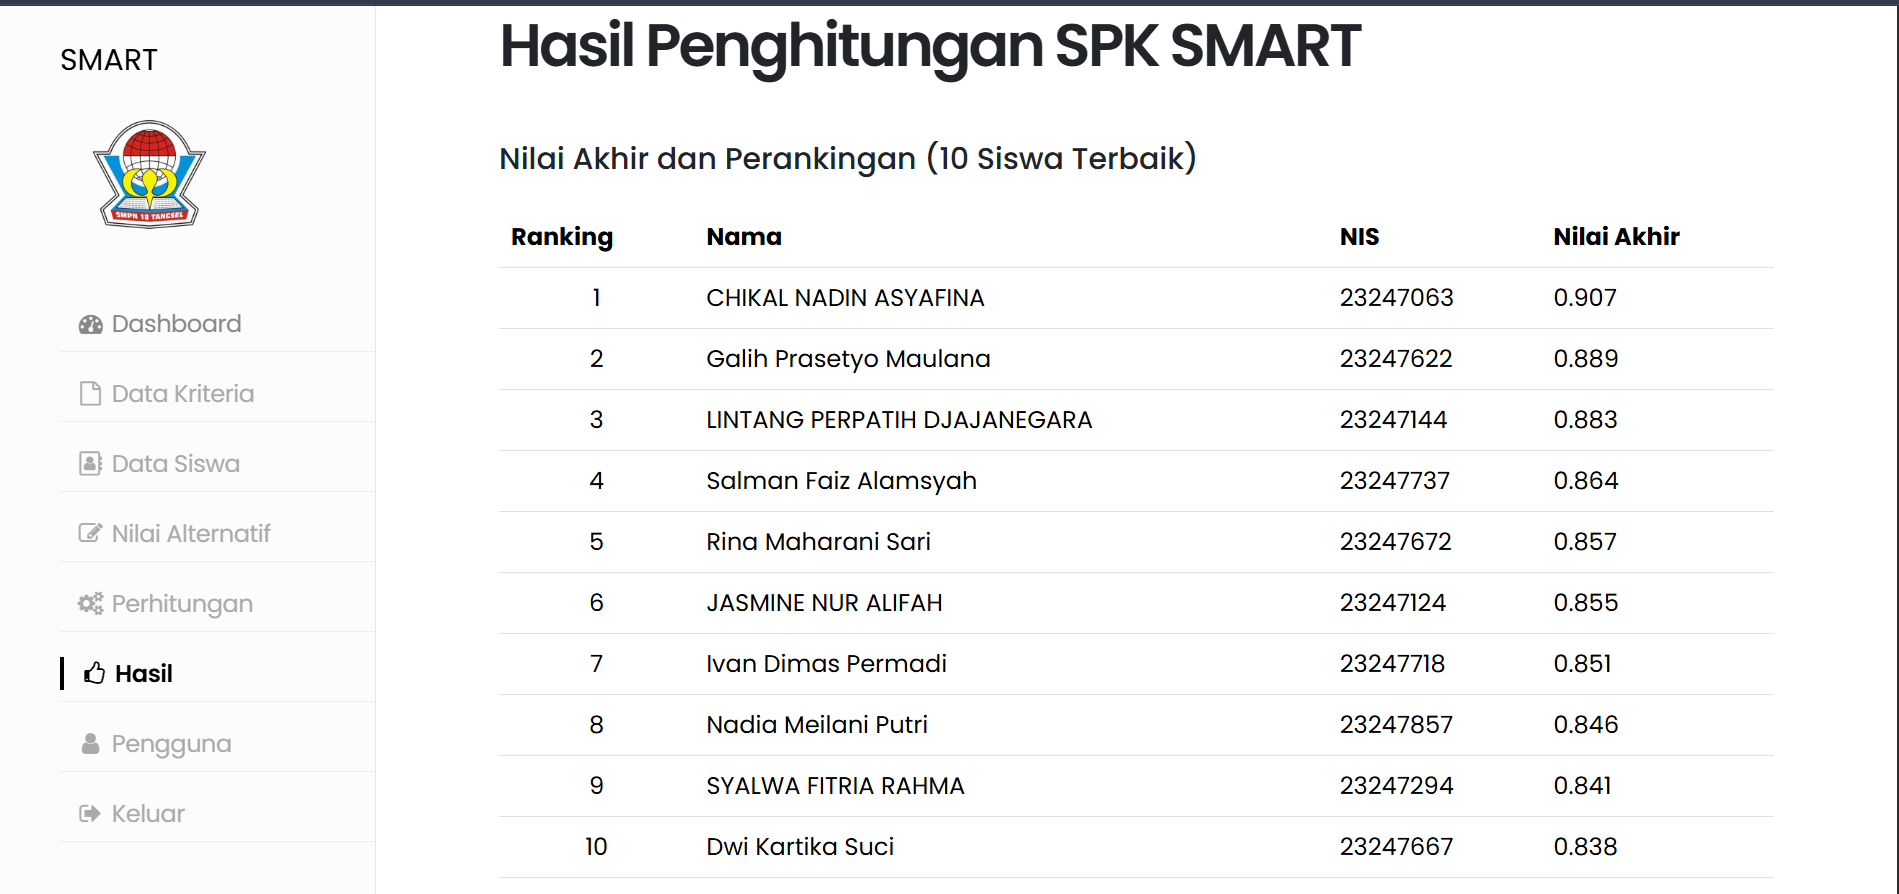 SMART
SMPN 18 TANGSEL
Dashboard
Data Kriteria
Data Siswa
Nilai Alternatif
Perhitungan
Hasil
Pengguna
Keluar
Hasil Penghitungan SPK SMART
Nilai Akhir dan Perankingan (10 Siswa Terbaik)
Ranking Nama NIS Nilai Akhir
1 CHIKAL NADIN ASYAFINA 23247063 0.907
2 Galih Prasetyo Maulana 23247622 0.889
3 LINTANG PERPATIH DJAJANEGARA 23247144 0.883
4 Salman Faiz Alamsyah 23247737 0.864
5 Rina Maharani Sari 23247672 0.857
6 JASMINE NUR ALIFAH 23247124 0.855
7 Ivan Dimas Permadi 23247718 0.851
8 Nadia Meilani Putri 23247857 0.846
9 SYALWA FITRIA RAHMA 23247294 0.841
10 Dwi Kartika Suci 23247667 0.838